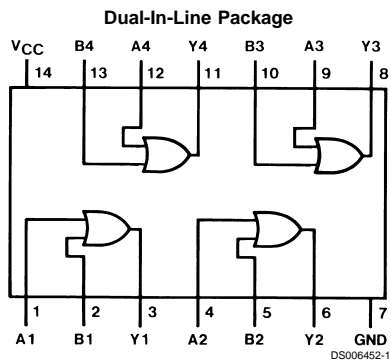 Dual-In-Line Package
VCC B4 A4 Y4 B3 A3 Y3
14 13 12 11 10 9 8
1 2 3 4 5 6 7
A1 B1 Y1 A2 B2 Y2 GND
DS006452-1